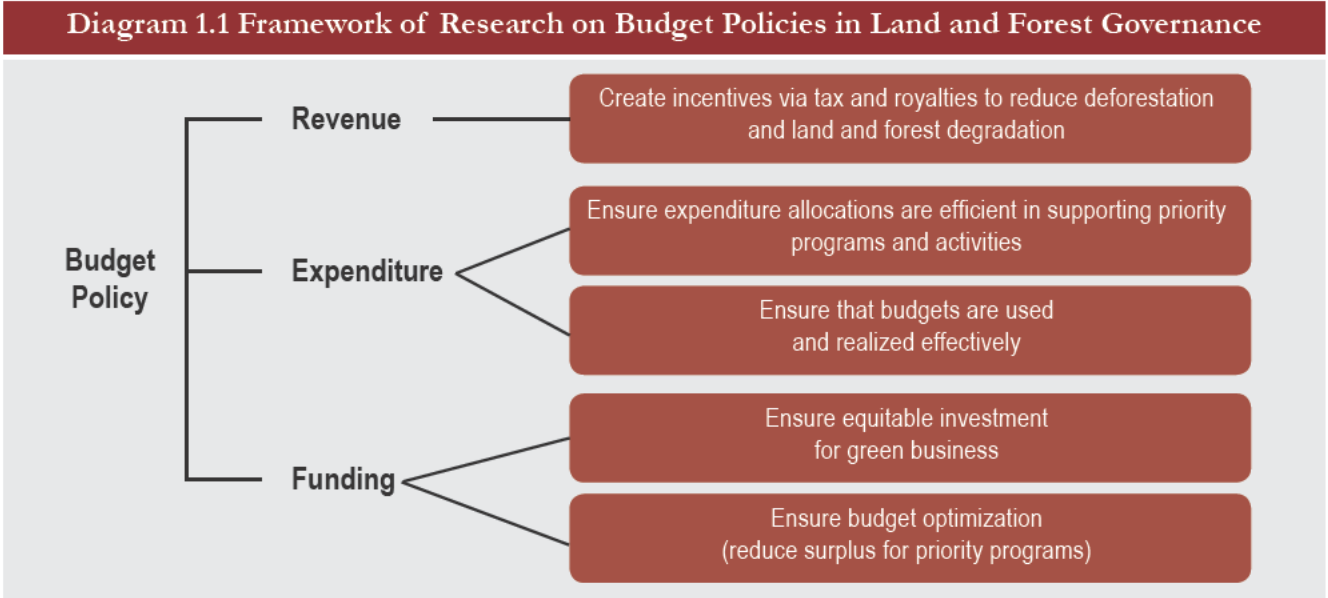 Diagram 1.1 Framework of Research on Budget Policies in Land and Forest Governance
Budget
Policy
Revenue
Create incentives via tax and royalties to reduce deforestation
and land and forest degradation
Expenditure
Ensure expenditure allocations are efficient in supporting priority
programs and activities
Ensure that budgets are used
and realized effectively
Funding
Ensure equitable investment
for green business
Ensure budget optimization
(reduce surplus for priority programs)